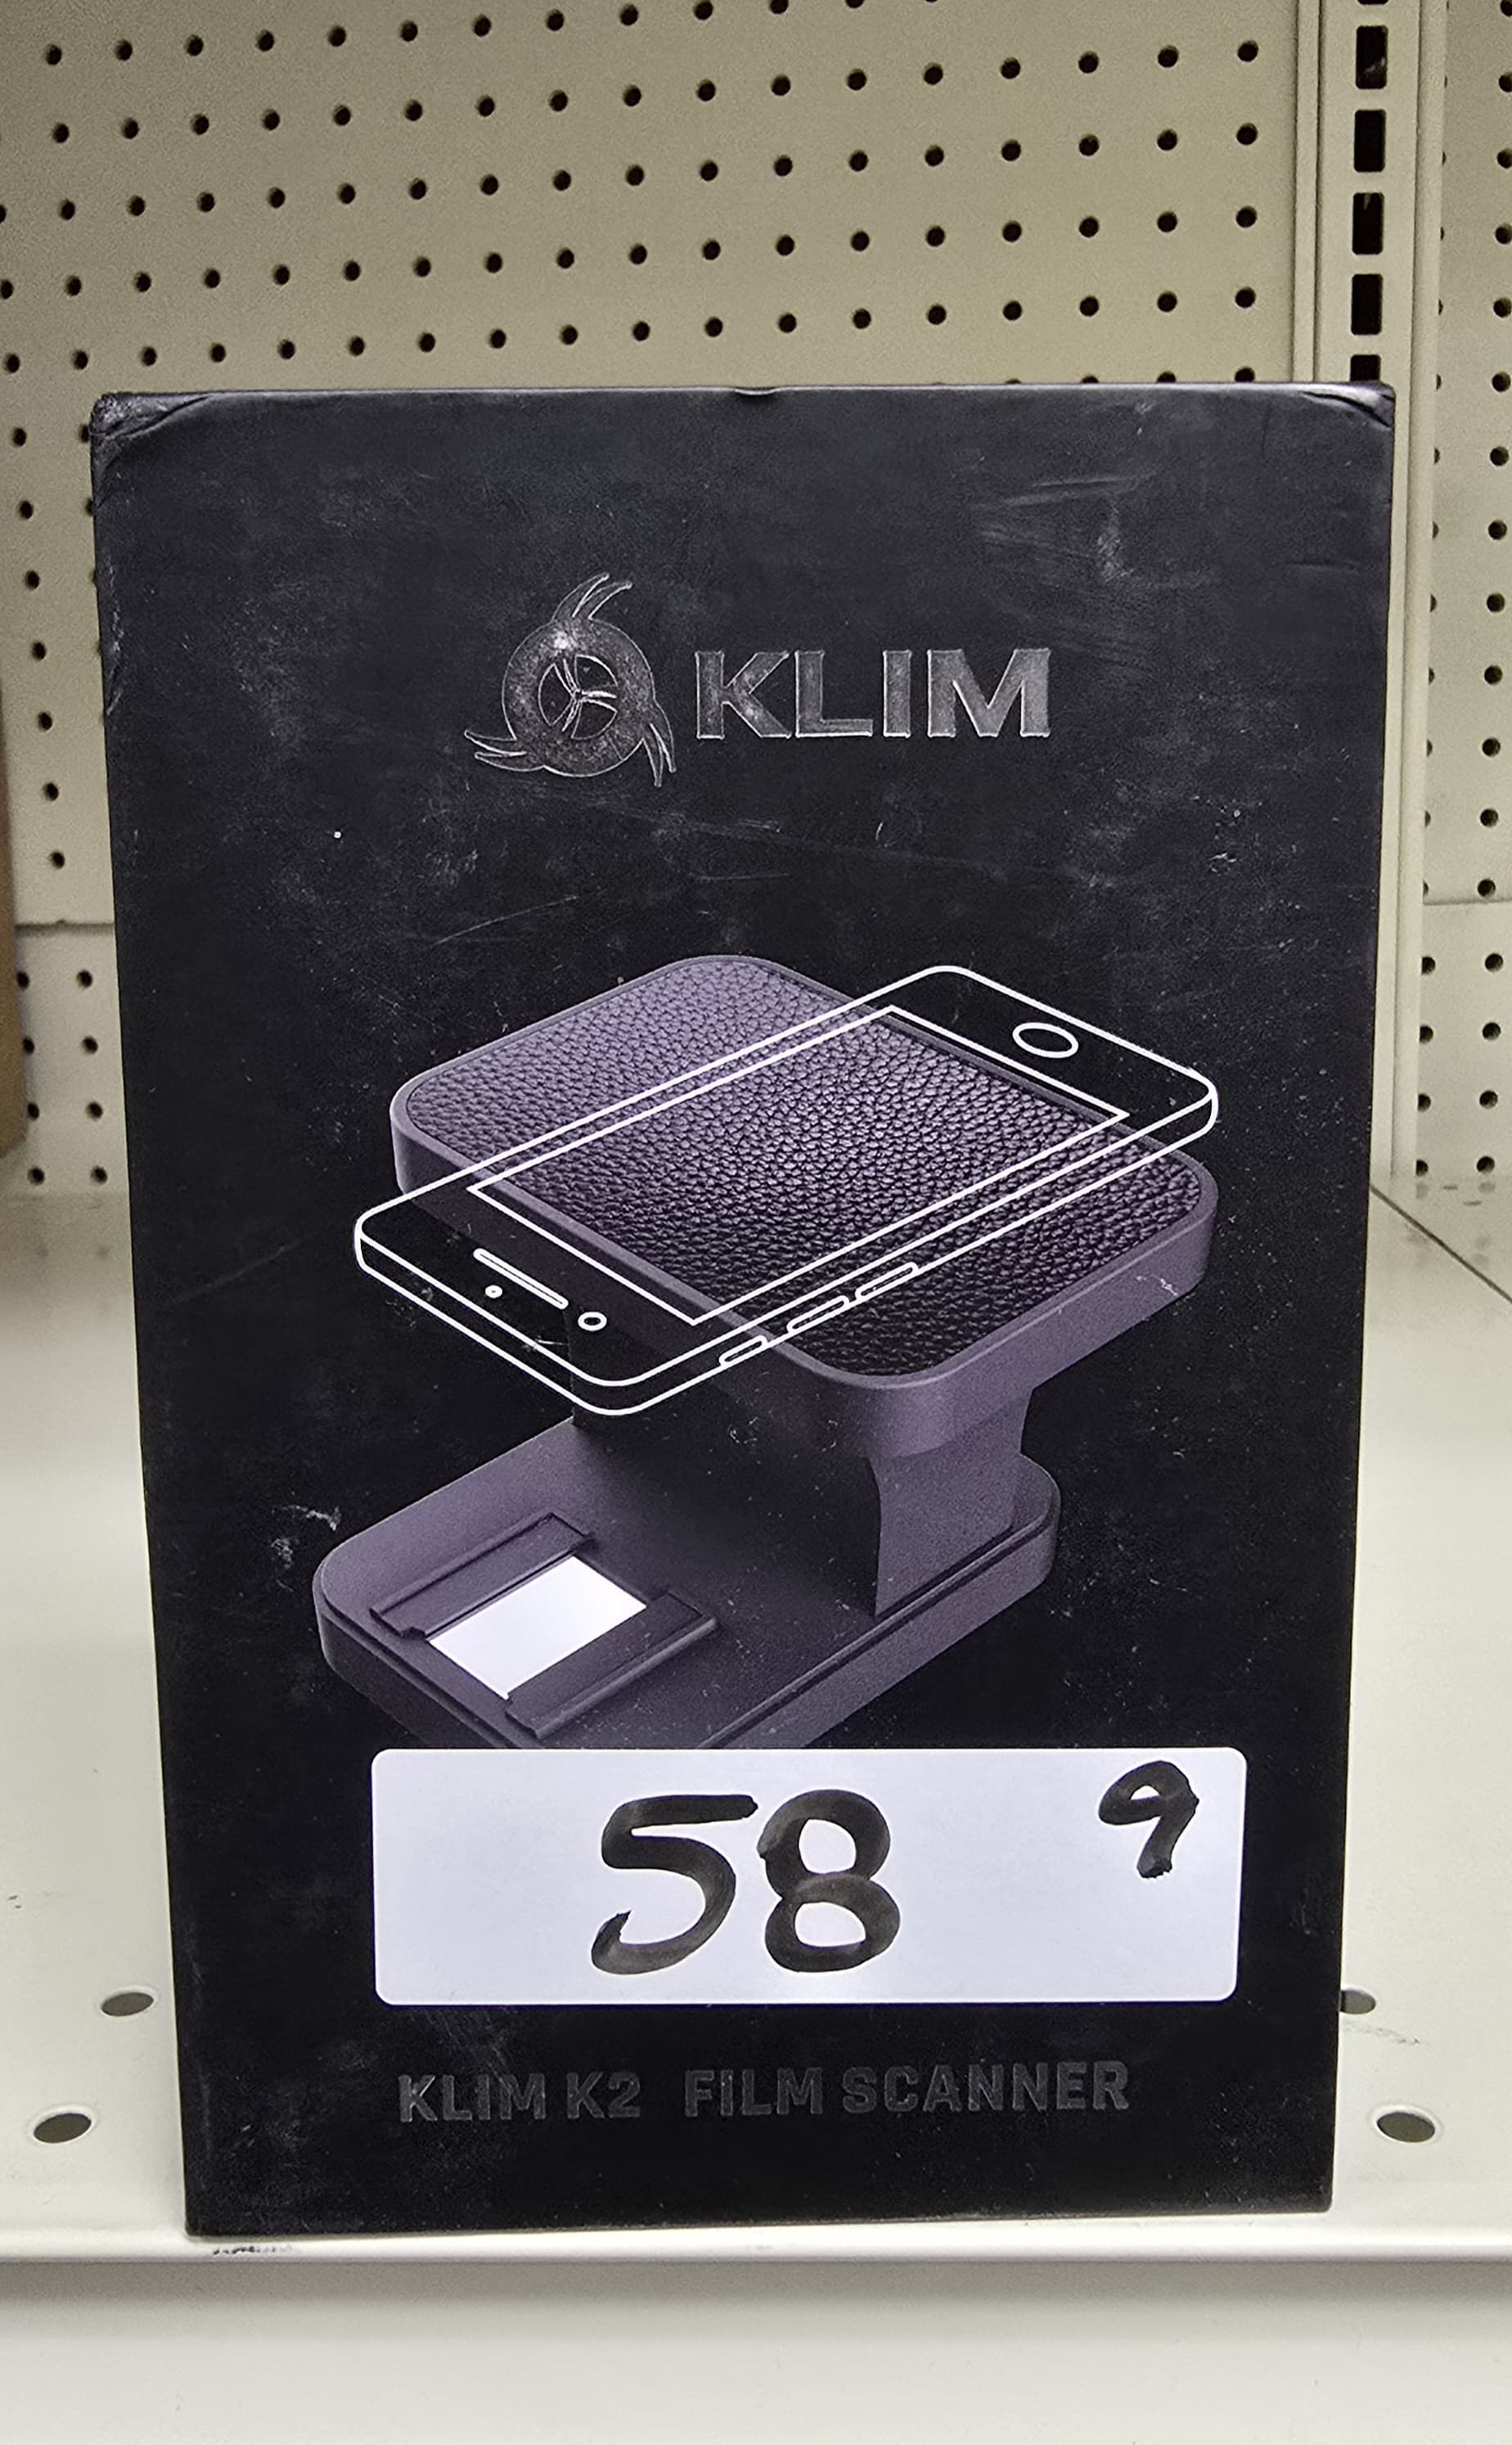 KLIM
58 9
KLIM K2 FILM SCANNER